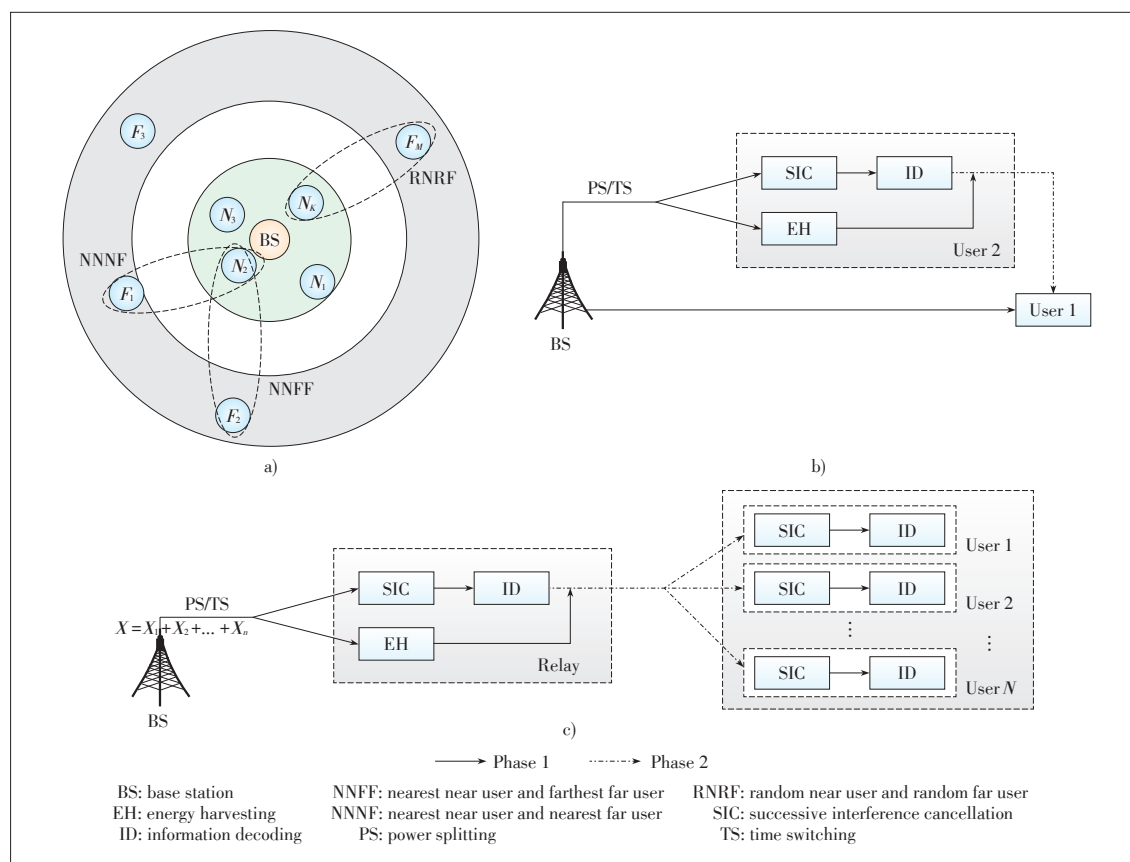 F3
FM
RNRF
NK
N3
BS
NNNF
N2
F1
N1
NNFF
F2
a)
PS/TS
SIC
ID
EH
User 2
User 1
BS
b)
PS/TS
X=X1+X2+...+Xn
BS
SIC
ID
EH
Relay
SIC
ID
User 1
SIC
ID
User 2
⋮
⋮
SIC
ID
User N
c)
Phase 1
Phase 2
BS: base station
EH: energy harvesting
ID: information decoding
NNFF: nearest near user and farthest far user
NNNF: nearest near user and nearest far user
PS: power splitting
RNRF: random near user and random far user
SIC: successive interference cancellation
TS: time switching